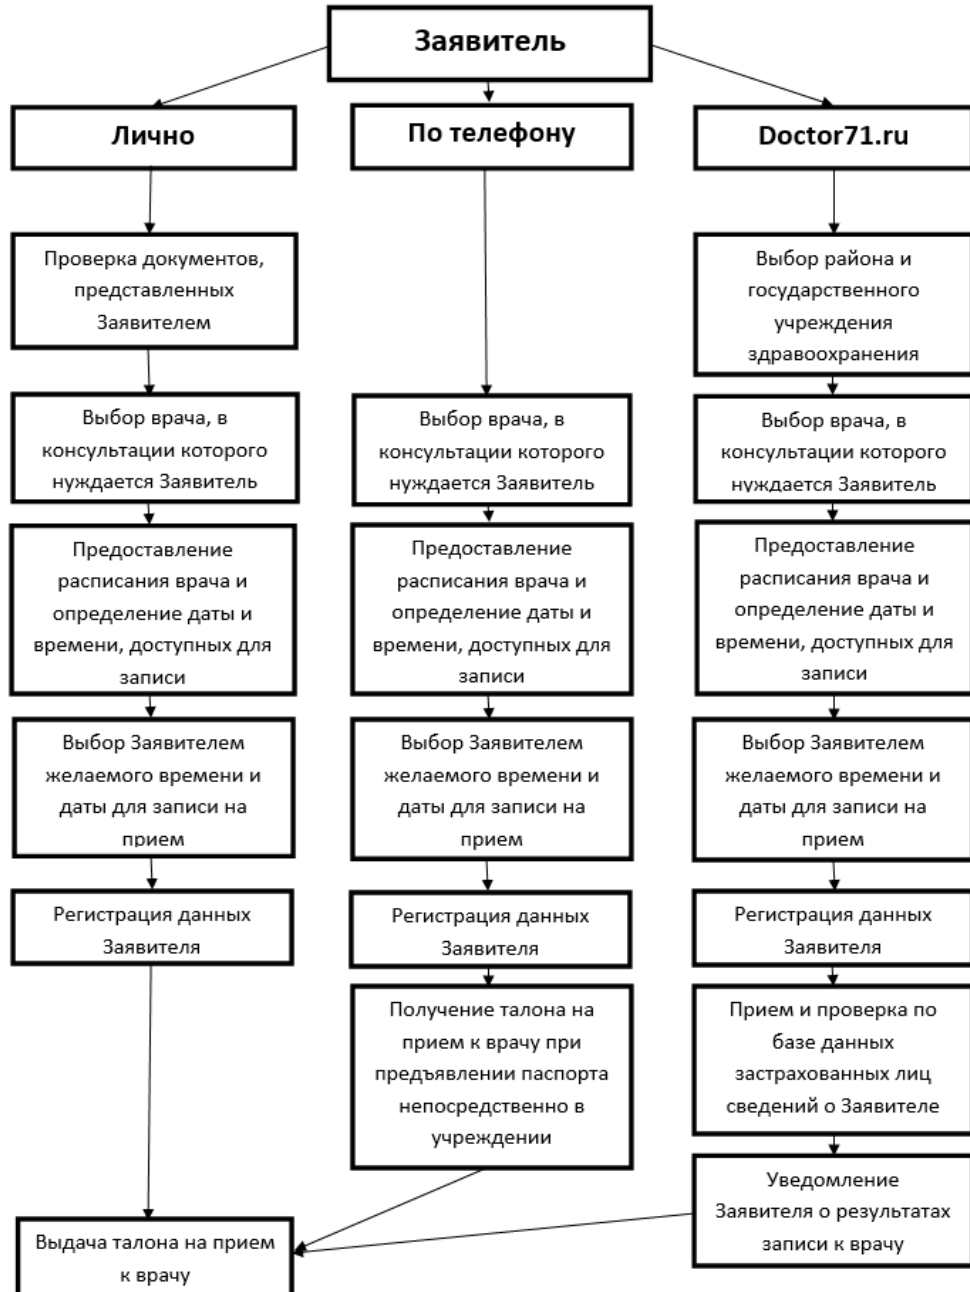 Заявитель
Лично
По телефону
Doctor71.ru
Проверка документов,
представленных
Заявителем
Выбор района и
государственного
учреждения
здравоохранения
Выбор врача, в
консультации которого
нуждается Заявитель
Выбор врача, в
консультации которого
нуждается Заявитель
Выбор врача, в
консультации которого
нуждается Заявитель
Предоставление
расписания врача и
определение даты и
времени, доступных для
записи
Предоставление
расписания врача и
определение даты и
времени, доступных для
записи
Предоставление
расписания врача и
определение даты и
времени, доступных для
записи
Выбор Заявителем
желаемого времени и
даты для записи на
прием
Выбор Заявителем
желаемого времени и
даты для записи на
прием
Выбор Заявителем
желаемого времени и
даты для записи на
прием
Регистрация данных
Заявителя
Регистрация данных
Заявителя
Регистрация данных
Заявителя
Получение талона на
прием к врачу при
предъявлении паспорта
непосредственно в
учреждении
Прием и проверка по
базе данных
застрахованных лиц
сведений о Заявителе
Уведомление
Заявителя о результатах
записи к врачу
Выдача талона на прием
к врачу